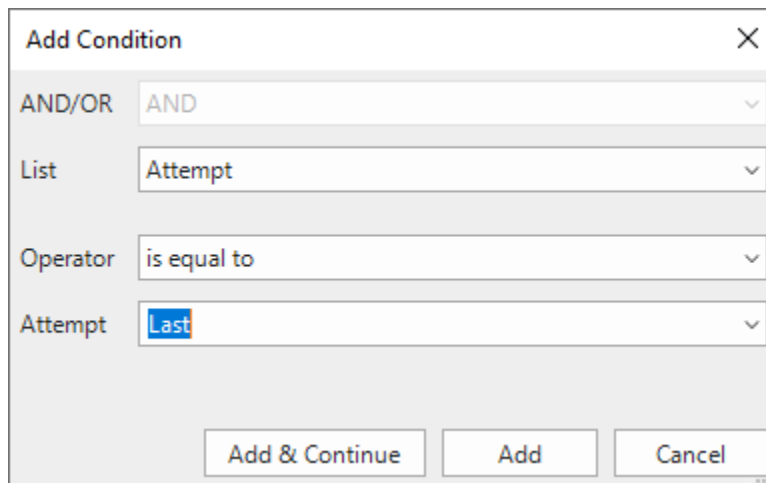 Add Condition
AND/OR AND
List Attempt
Operator is equal to
Attempt Last
Add & Continue Add Cancel